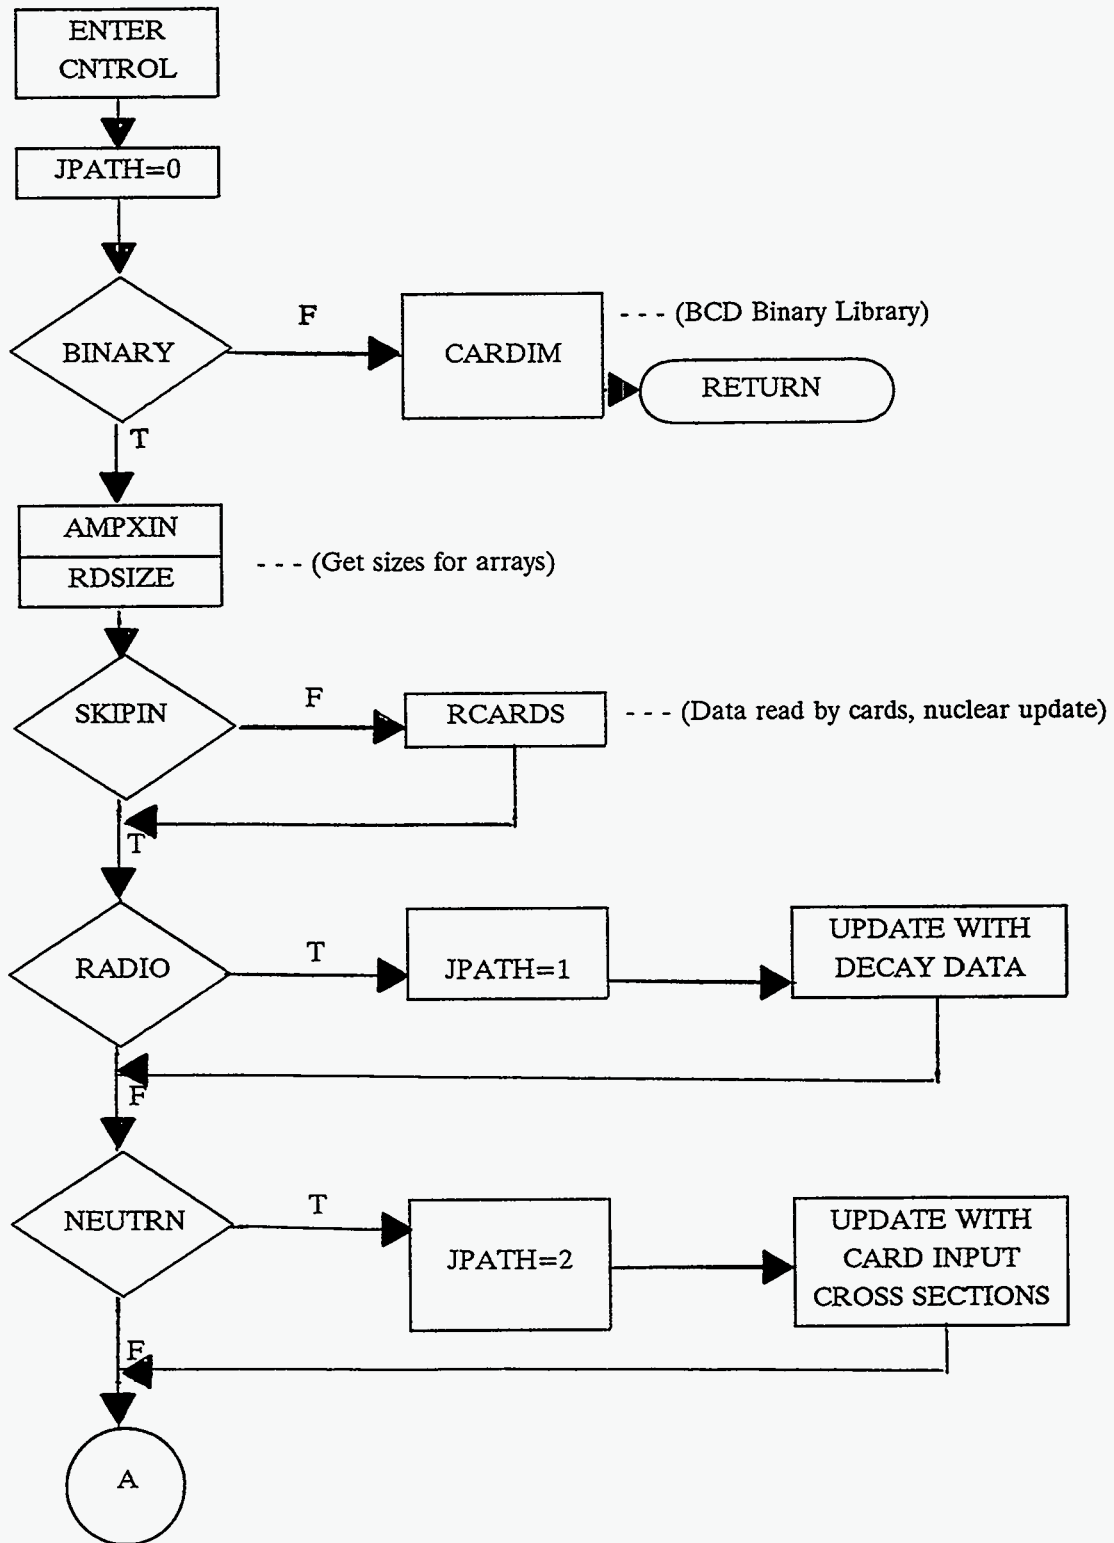 ENTER
CNTROL
JPATH=0
BINARY
F
CARDIM
- - - (BCD Binary Library)
RETURN
T
AMPXIN
RDSIZE
- - - (Get sizes for arrays)
SKIPIN
F
RCARDS
- - - (Data read by cards, nuclear update)
T
RADIO
T
JPATH=1
UPDATE WITH
DECAY DATA
F
NEUTRN
T
JPATH=2
UPDATE WITH
CARD INPUT
CROSS SECTIONS
F
A